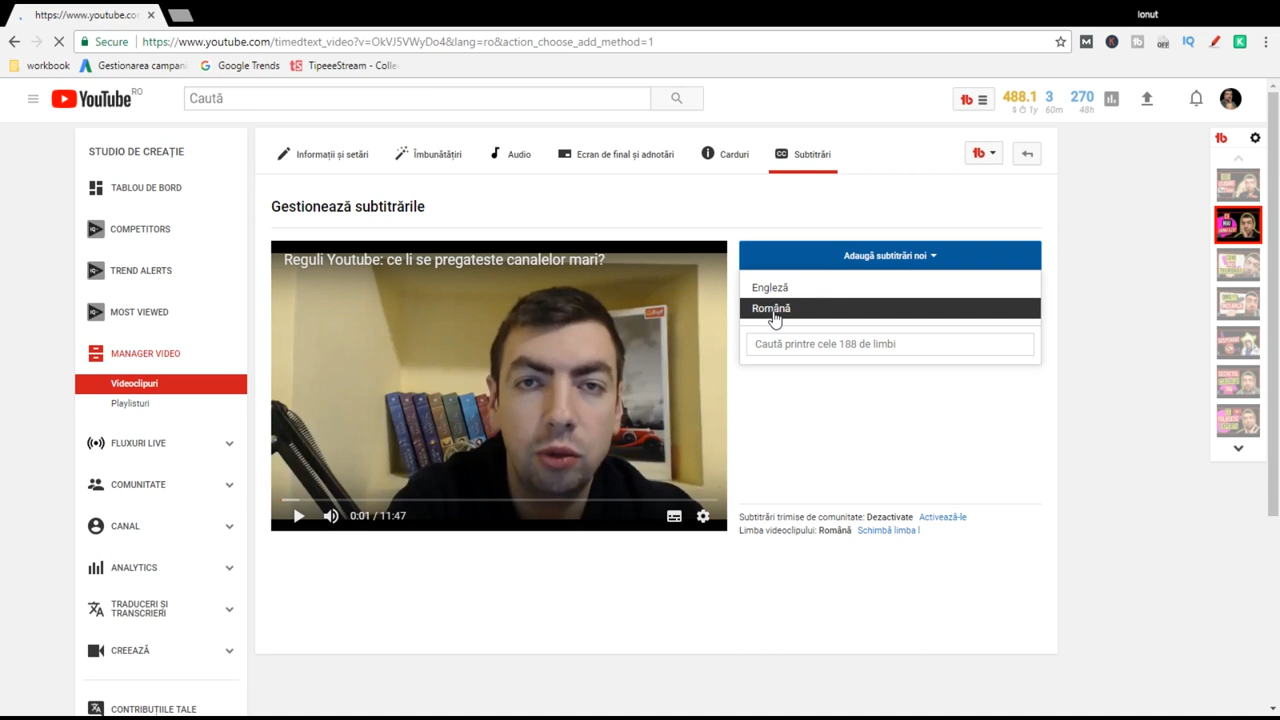 https://www.youtube.co
Ionut
Secure
https://www.youtube.com/timedtext_video?v=OkVJ5VWyDo4&lang=ro&action_choose_add_method=1
workbook
Gestionarea campani
Google Trends
TipeeeStream - Colle
YouTube RO
Caută
488.1 3 270
1y 60m 48h
STUDIO DE CREAȚIE
TABLOU DE BORD
COMPETITORS
TREND ALERTS
MOST VIEWED
MANAGER VIDEO
Videoclipuri
Playlisturi
FLUXURI LIVE
COMUNITATE
CANAL
ANALYTICS
TRADUCERI ȘI
TRANSCRIERI
CREEAZĂ
CONTRIBUȚIILE TALE
Informații și setări
Îmbunătățiri
Audio
Ecran de final și adnotări
Carduri
CC Subtitrări
Gestionează subtitrările
Reguli Youtube: ce li se pregateste canalelor mari?
0:01 / 11:47
Adaugă subtitrări noi
Engleză
Română
Caută printre cele 188 de limbi
Subtitrări trimise de comunitate: Dezactivate Activează-le
Limba videoclipului: Română Schimbă limba